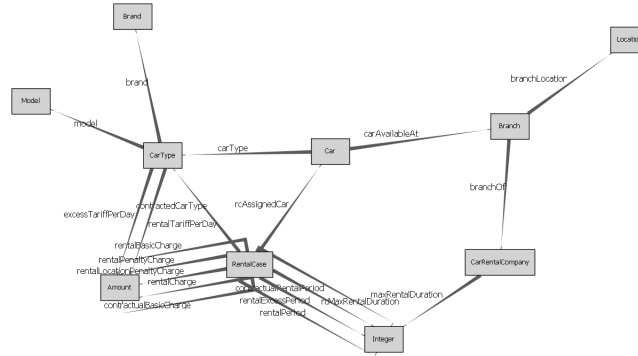 Brand
Locatio
brand
branchLocation
Model
model
Branch
carAvailableAt
Car
carType
CarType
contractedCarType
rcAssignedCar
branchOf
excessTariffPerDay
rentalTariffPerDay
rentalBasicCharge
rentalPenaltyCharge
RentalCase
CarRentalCompany
rentalLocationPenaltyCharge
rentalCharge
Amount
contractualRentalPeriod
maxRentalDuration
rentalExcessPeriod
rcMaxRentalDuration
contractualBasicCharge
rentalPeriod
Integer